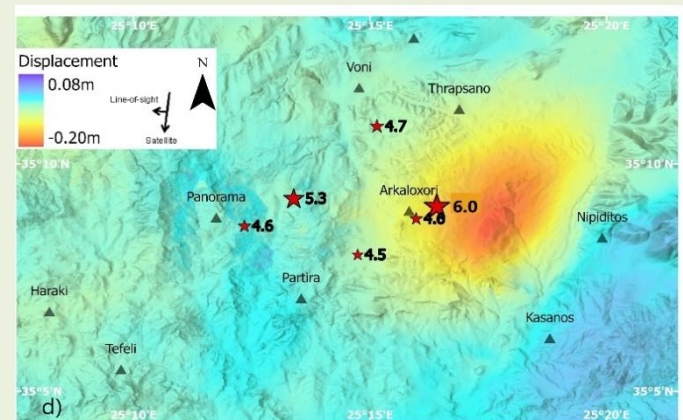 25°10'E 25°15'E 25°20'E
Displacement
0.08m
-0.20m
N
Line-of-sight
Satellite
Voni
Thrapsano
4.7
35°10'N 35°10'N
Panorama
5.3
Arkaloxori
6.0
4.6
Nipiditos
4.5
Partira
Haraki
Kasanos
Tefeli
35°5'N 35°5'N
d)
25°10'E 25°15'E 25°20'E